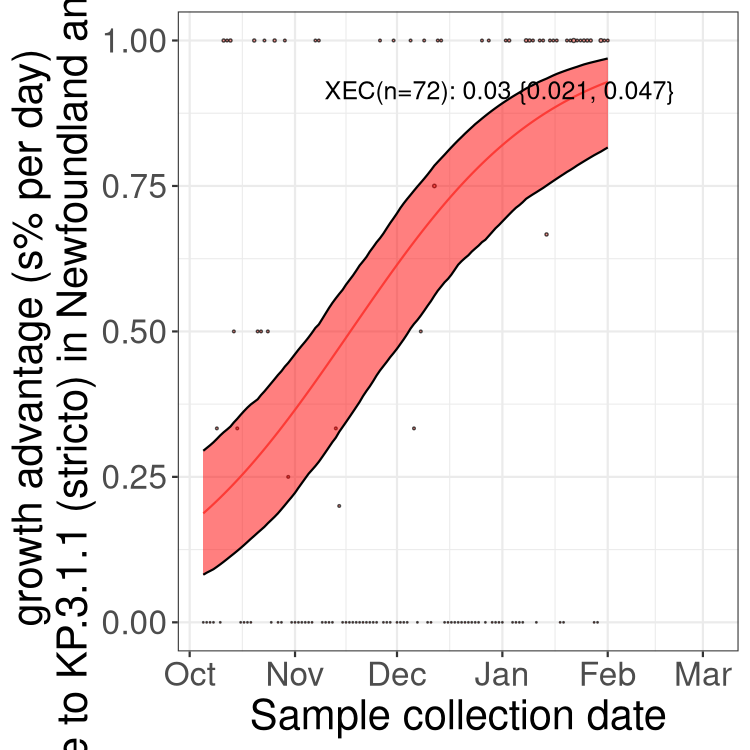 growth advantage (s% per day)
to KP.3.1.1 (stricto) in Newfoundland
1.00
0.75
0.50
0.25
0.00
XEC(n=72): 0.03 {0.021, 0.047}
Oct Nov Dec Jan Feb Mar
Sample collection date